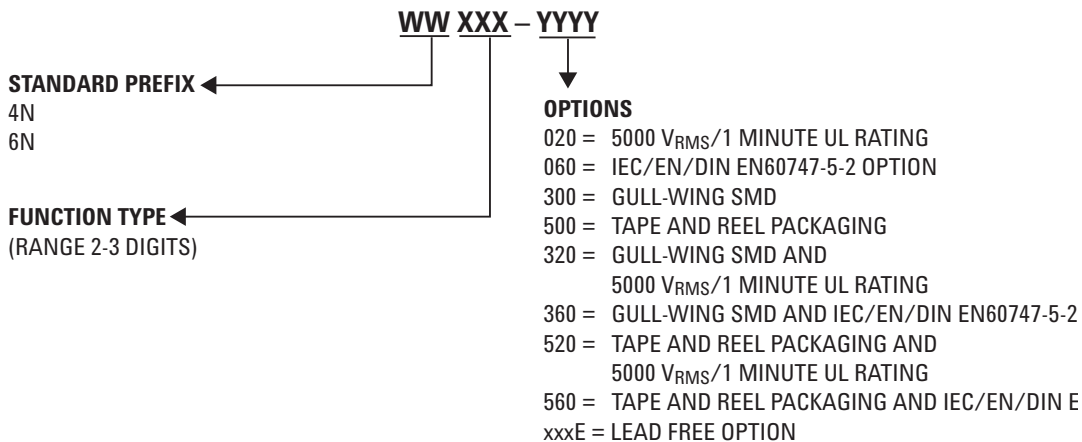 WW XXX – YYYY
STANDARD PREFIX
4N
6N
FUNCTION TYPE
(RANGE 2-3 DIGITS)
OPTIONS
020 = 5000 VRMS/1 MINUTE UL RATING
060 = IEC/EN/DIN EN60747-5-2 OPTION
300 = GULL-WING SMD
500 = TAPE AND REEL PACKAGING
320 = GULL-WING SMD AND
5000 VRMS/1 MINUTE UL RATING
360 = GULL-WING SMD AND IEC/EN/DIN EN60747-5-2
520 = TAPE AND REEL PACKAGING AND
5000 VRMS/1 MINUTE UL RATING
560 = TAPE AND REEL PACKAGING AND IEC/EN/DIN E
xxxE = LEAD FREE OPTION